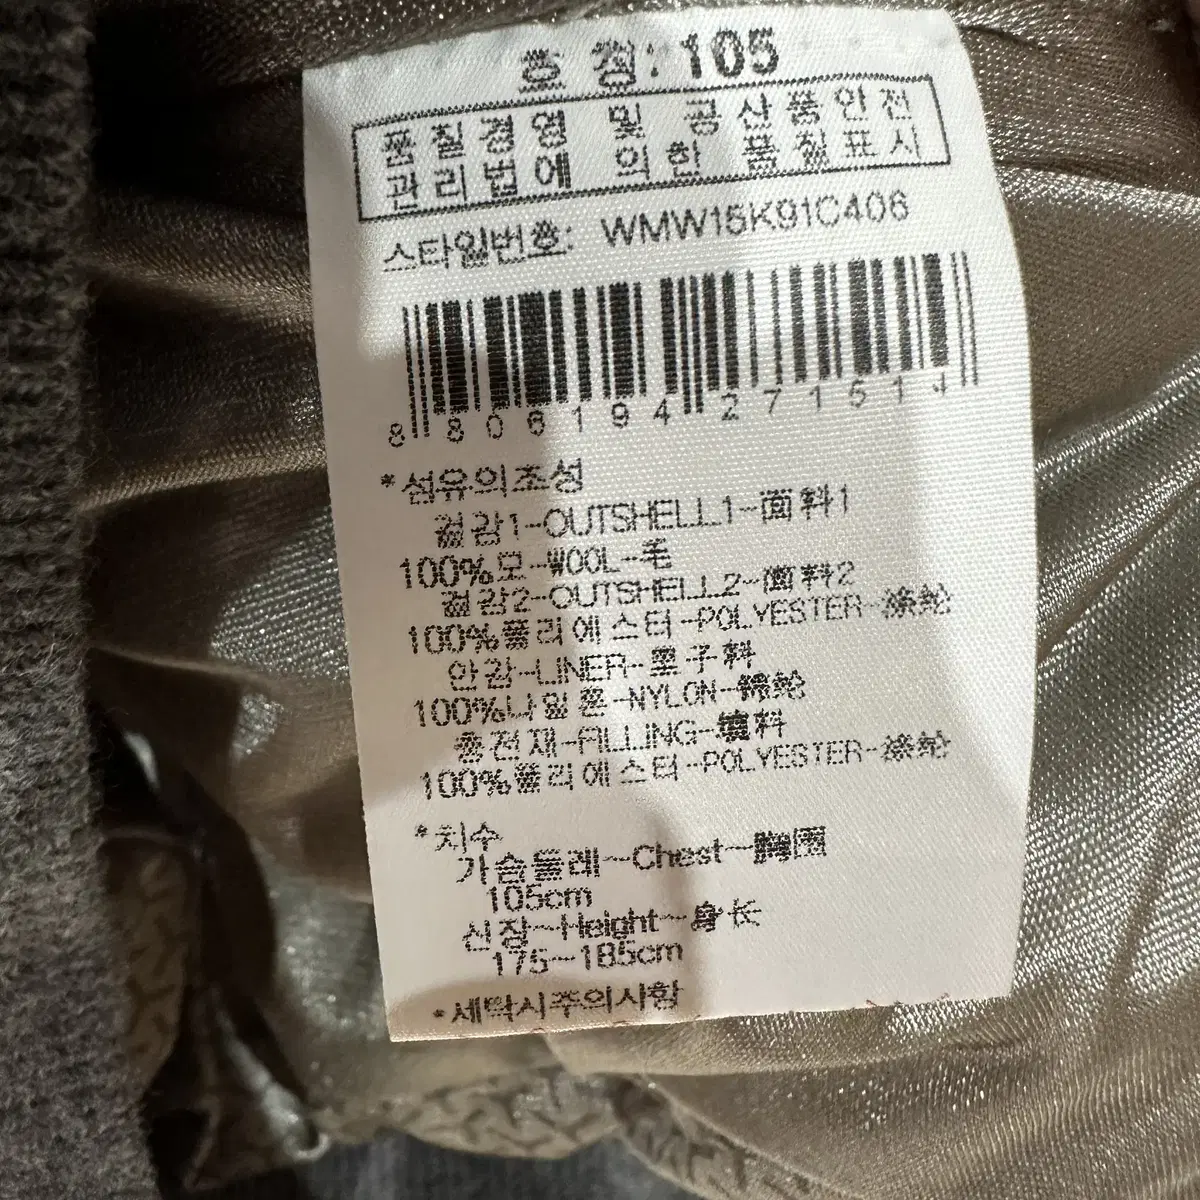 호 칭: 105
품 질 경 영 및 공 산 품 안 전
관 리 법 에 의 한 품 질 표 시
스타일번호: WMW15K91C406
8 806194 271514
*섬유의조성
겉감1-OUTSHELL1-面料1
100%모-WOOL-毛
겉감2-OUTSHELL2-面料2
100%폴리에스터-POLYESTER-涤纶
안감-LINER-里子料
100%나일론-NYLON-锦纶
충전재-FILLING-填料
100%폴리에스터-POLYESTER-涤纶
*치수
가슴둘레-Chest-胸围
105cm
신장-Height-身长
175-185cm
*세탁시주의사항